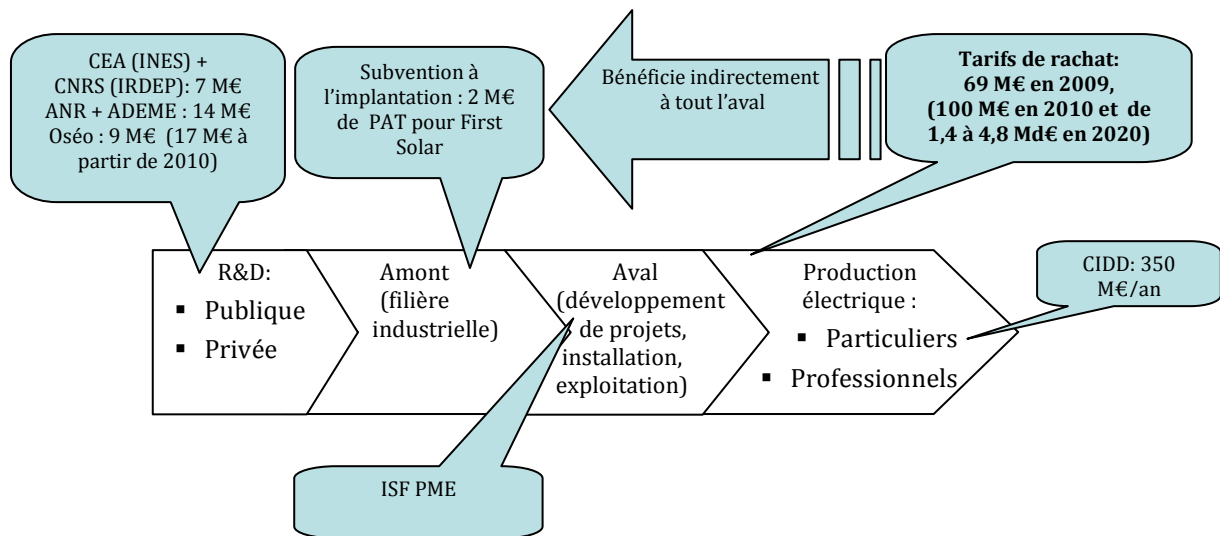 CEA (INES) +
CNRS (IRDEP): 7 M€
ANR + ADEME : 14 M€
Oséo : 9 M€  (17 M€ à
partir de 2010)
Subvention à
l’implantation : 2 M€
de  PAT pour First
Solar
Bénéficie indirectement
à tout l’aval
Tarifs de rachat:
69 M€ en 2009,
(100 M€ en 2010 et  de
1,4 à 4,8 Md€ en 2020)
R&D:
▪ Publique
▪ Privée
Amont
(filière
industrielle)
Aval
(développement
de projets,
installation,
exploitation)
Production
électrique :
▪ Particuliers
▪ Professionnels
CIDD: 350
M€/an
ISF PME